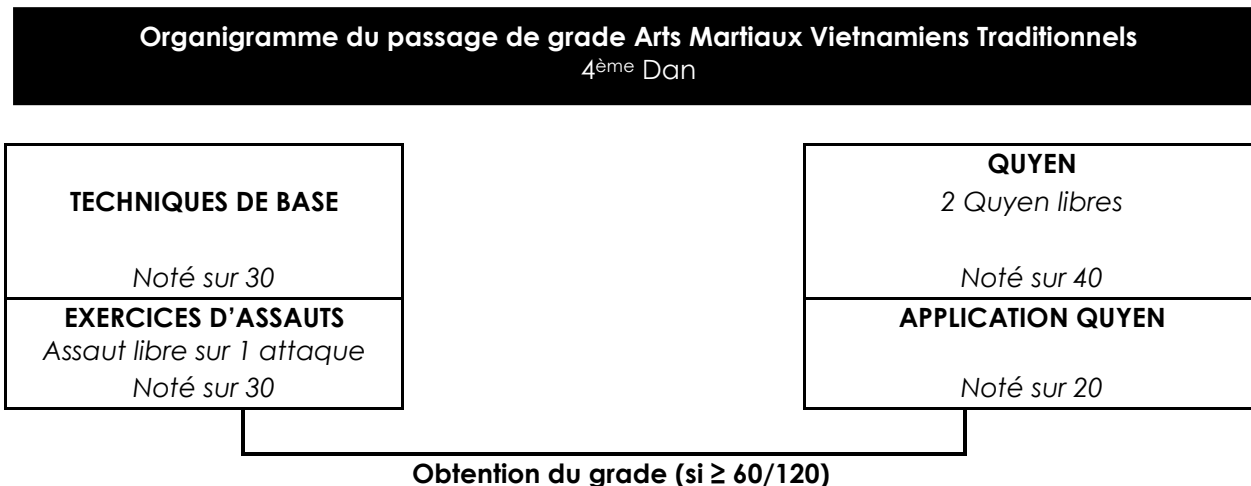 Organigramme du passage de grade Arts Martiaux Vietnamiens Traditionnels
4ème Dan
TECHNIQUES DE BASE
Noté sur 30
EXERCICES D’ASSAUTS
Assaut libre sur 1 attaque
Noté sur 30
QUYEN
2 Quyen libres
Noté sur 40
APPLICATION QUYEN
Noté sur 20
Obtention du grade (si ≥ 60/120)